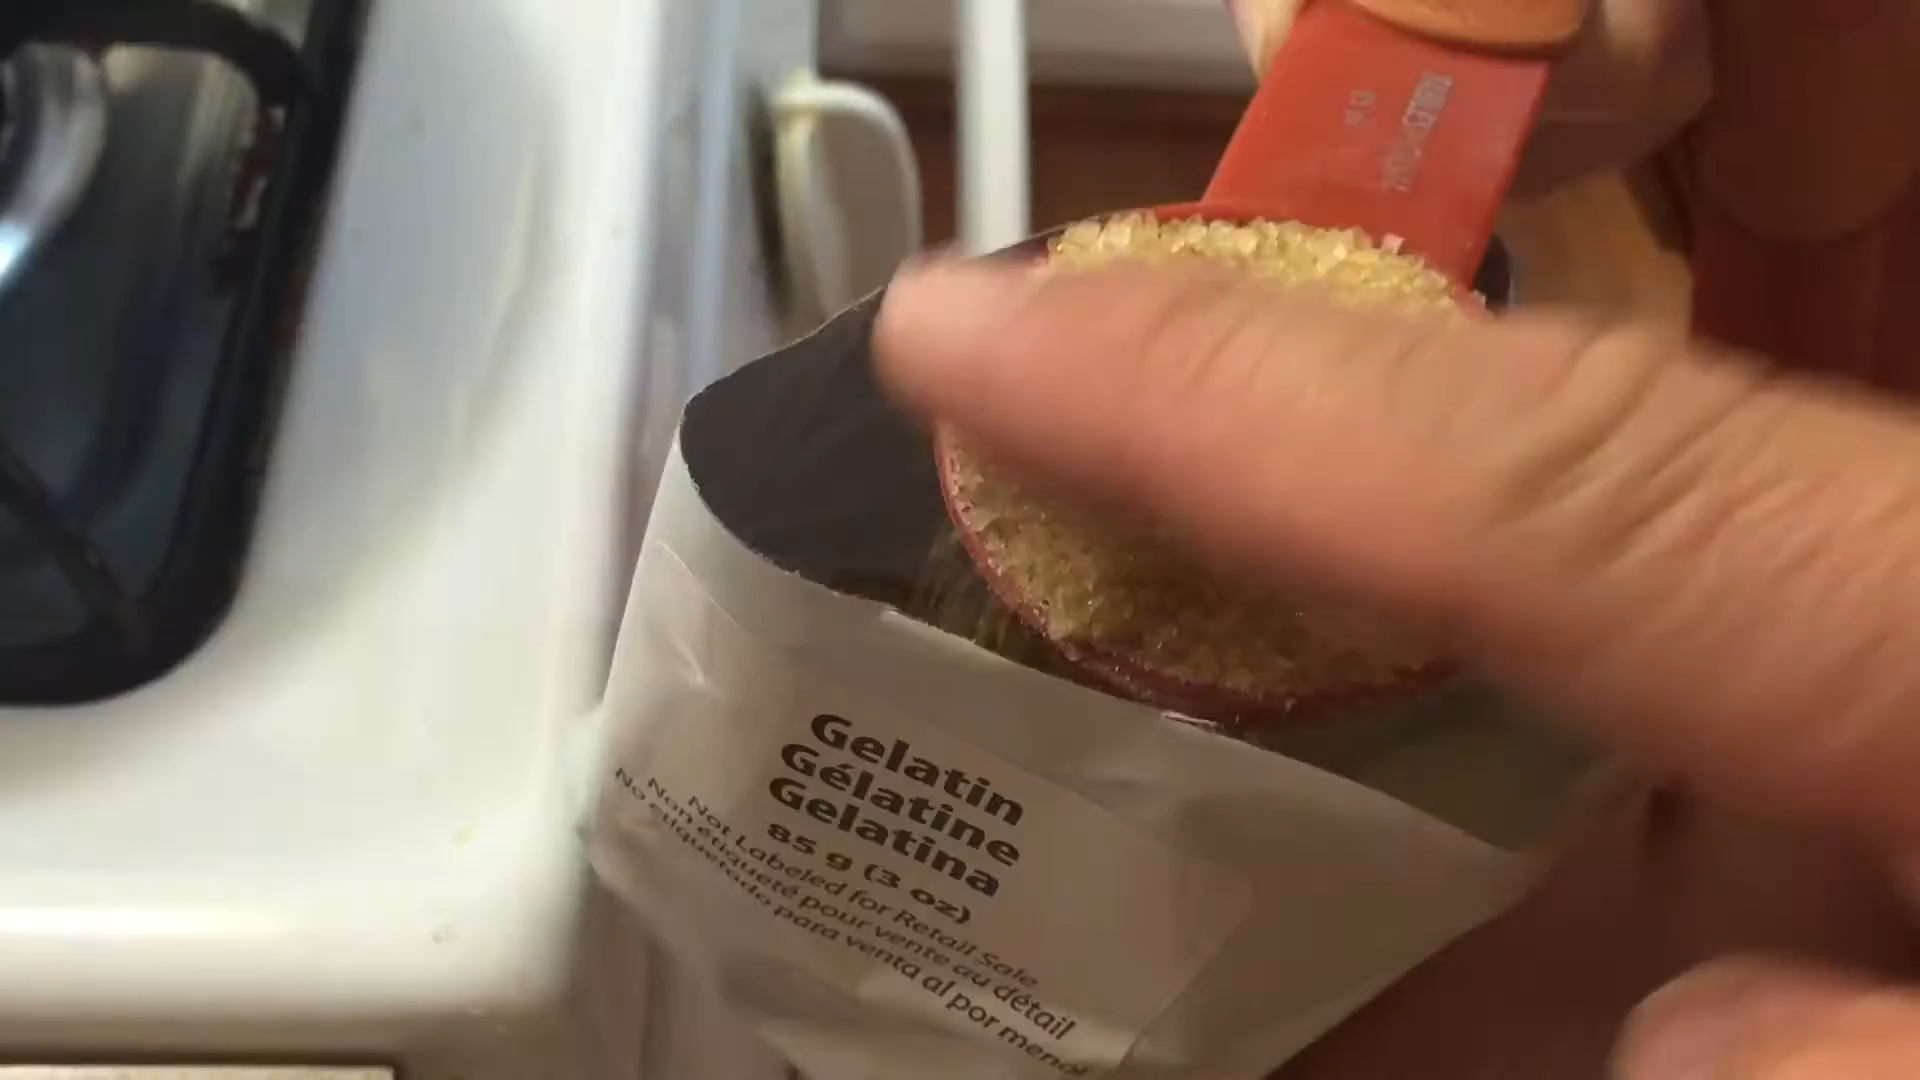 TABLESPOON
Gelatin
Gélatine
Gelatina
85 g (3 oz)
Not Labeled for Retail Sale
Non étiqueté pour vente au détail
No etiquetado para venta al por menor